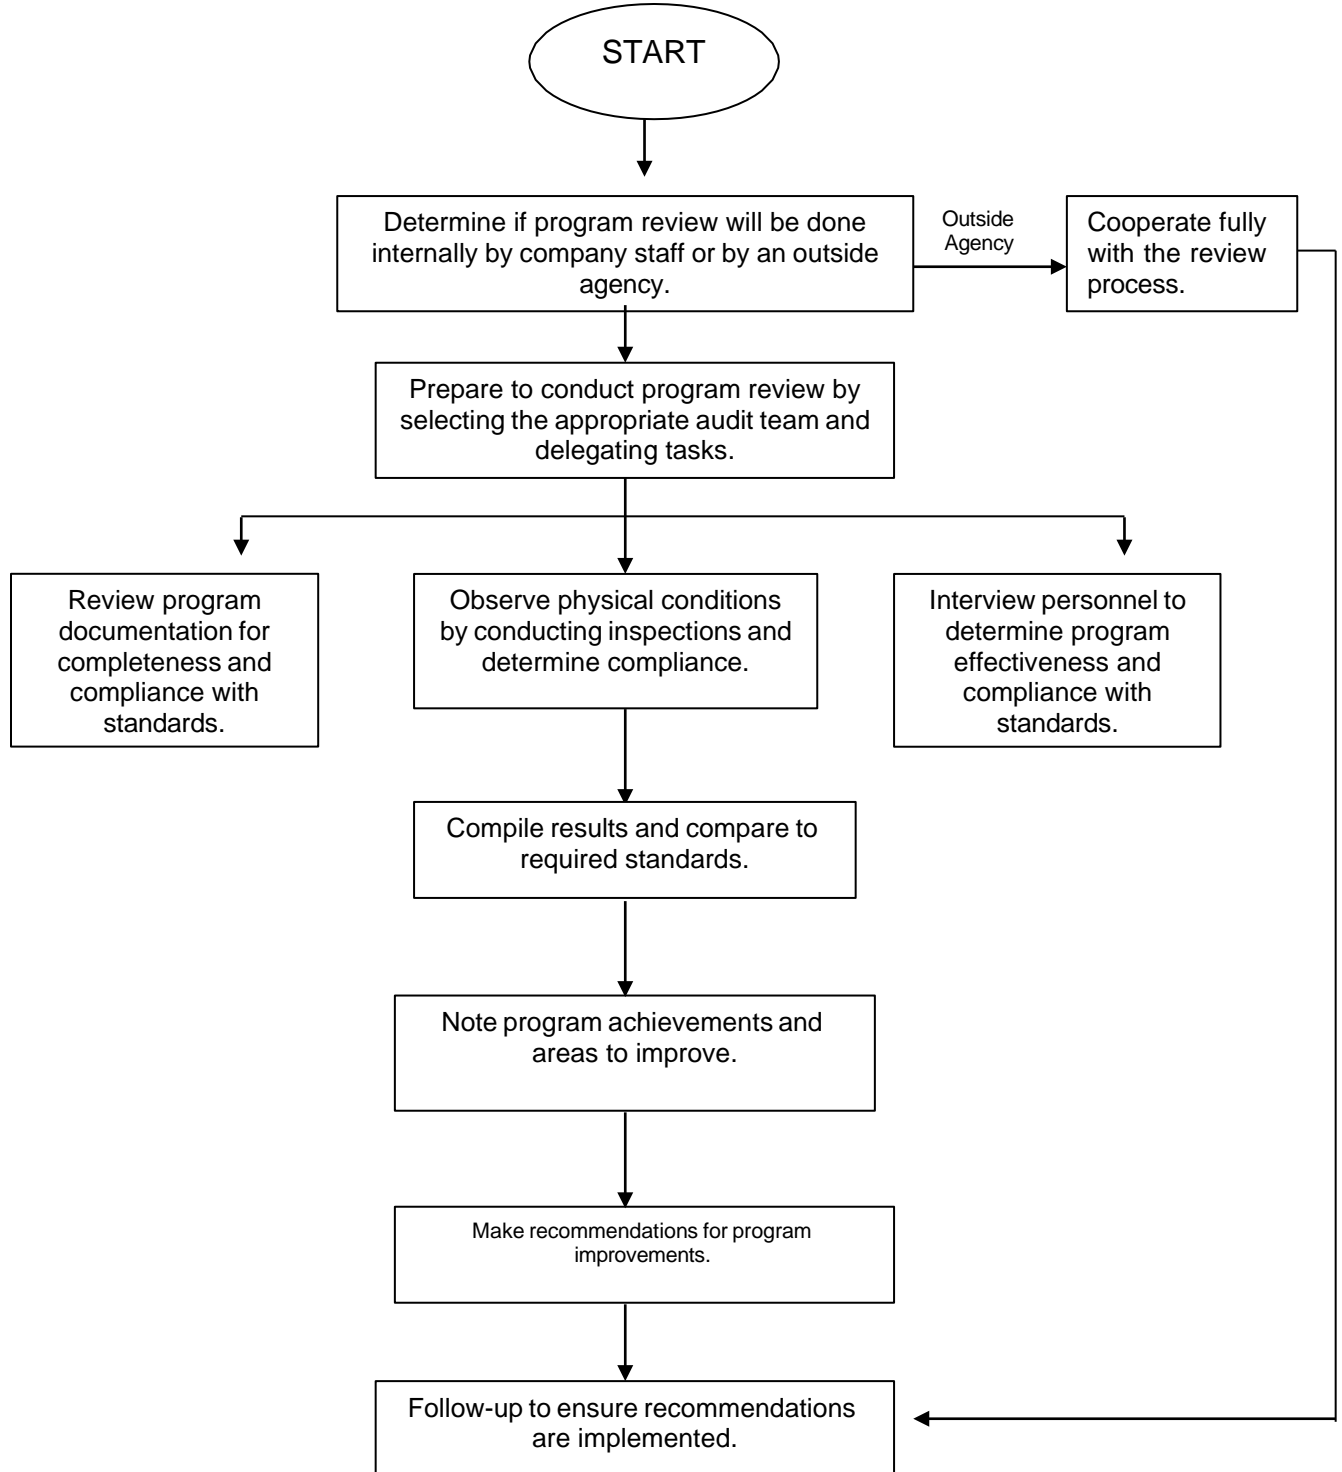 START
Determine if program review will be done
internally by company staff or by an outside
agency.
Outside
Agency
Cooperate fully
with the review
process.
Prepare to conduct program review by
selecting the appropriate audit team and
delegating tasks.
Review program
documentation for
completeness and
compliance with
standards.
Observe physical conditions
by conducting inspections and
determine compliance.
Interview personnel to
determine program
effectiveness and
compliance with
standards.
Compile results and compare to
required standards.
Note program achievements and
areas to improve.
Make recommendations for program
improvements.
Follow-up to ensure recommendations
are implemented.